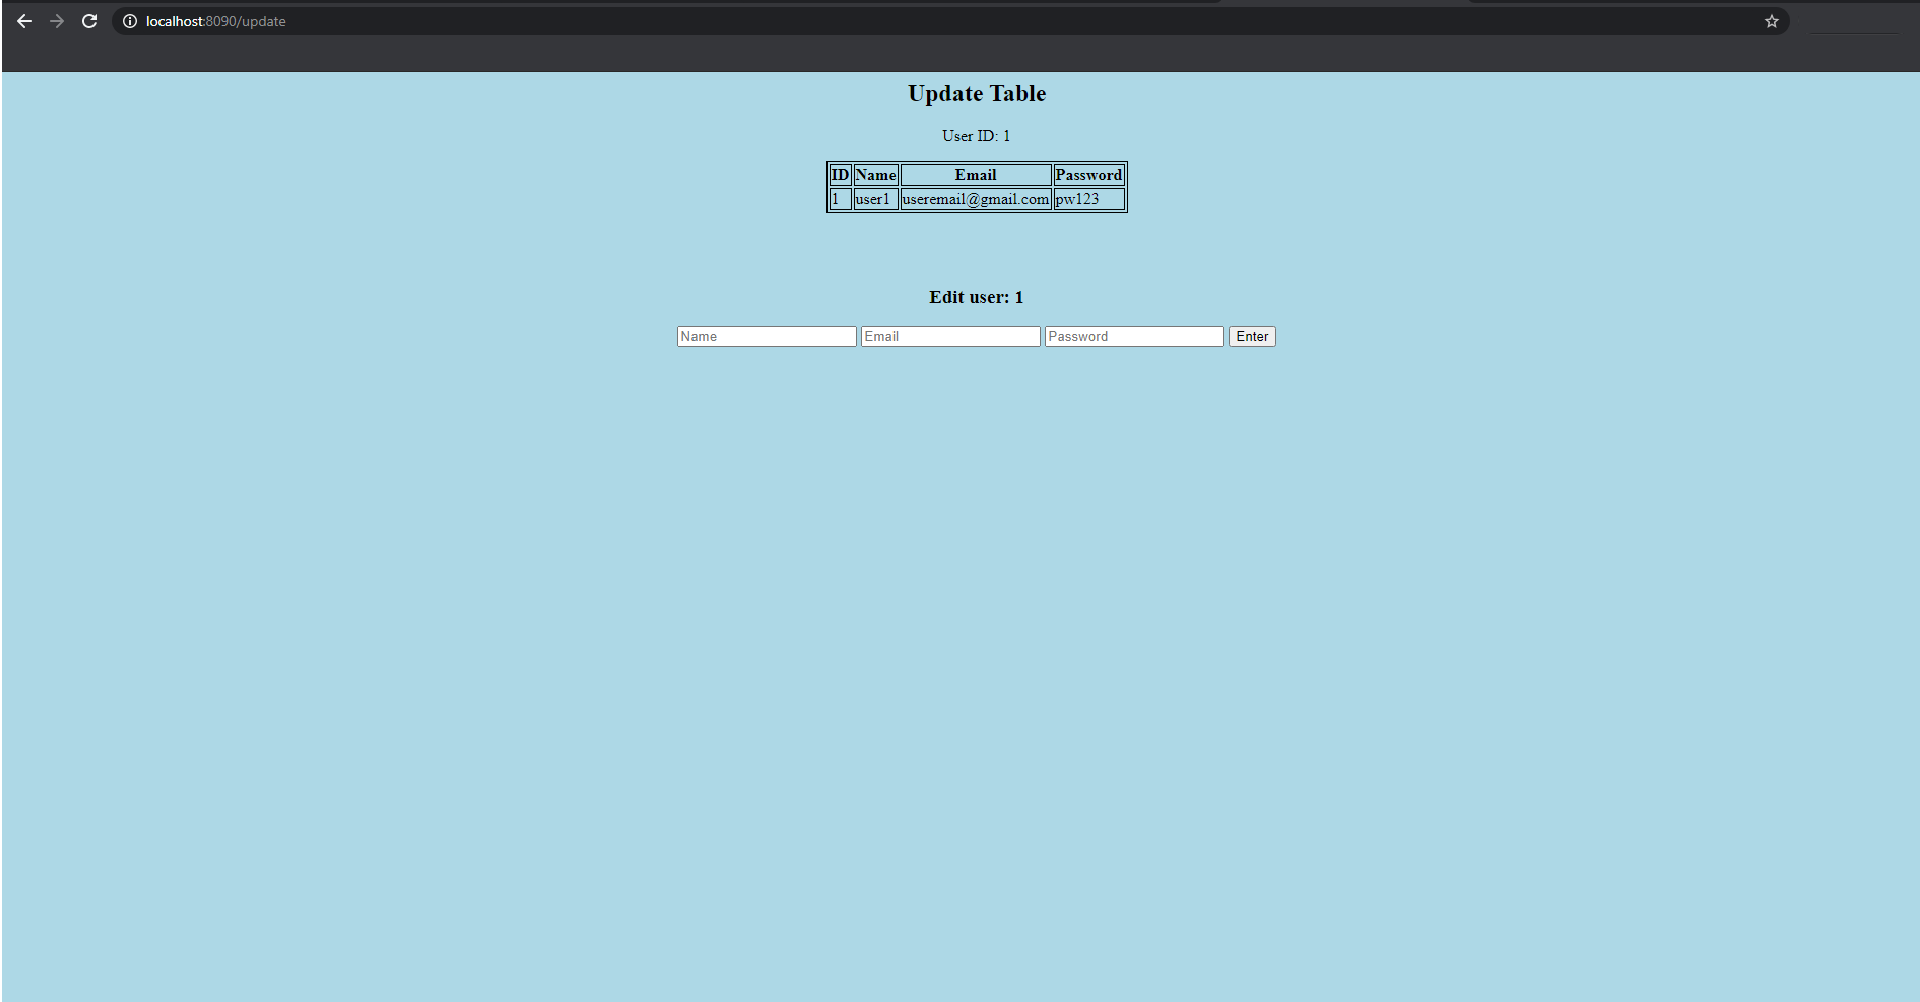 localhost:8090/update
Update Table
User ID: 1
ID Name Email Password
1 user1 useremail@gmail.com pw123
Edit user: 1
Name Email Password Enter